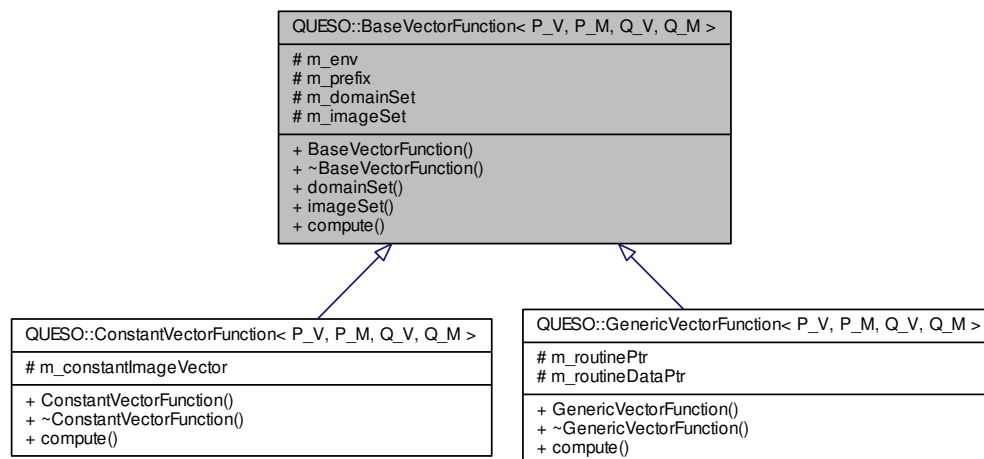 QUESO::BaseVectorFunction< P_V, P_M, Q_V, Q_M >
# m_env
# m_prefix
# m_domainSet
# m_imageSet
+ BaseVectorFunction()
+ ~BaseVectorFunction()
+ domainSet()
+ imageSet()
+ compute()
QUESO::ConstantVectorFunction< P_V, P_M, Q_V, Q_M >
# m_constantImageVector
+ ConstantVectorFunction()
+ ~ConstantVectorFunction()
+ compute()
QUESO::GenericVectorFunction< P_V, P_M, Q_V, Q_M >
# m_routinePtr
# m_routineDataPtr
+ GenericVectorFunction()
+ ~GenericVectorFunction()
+ compute()